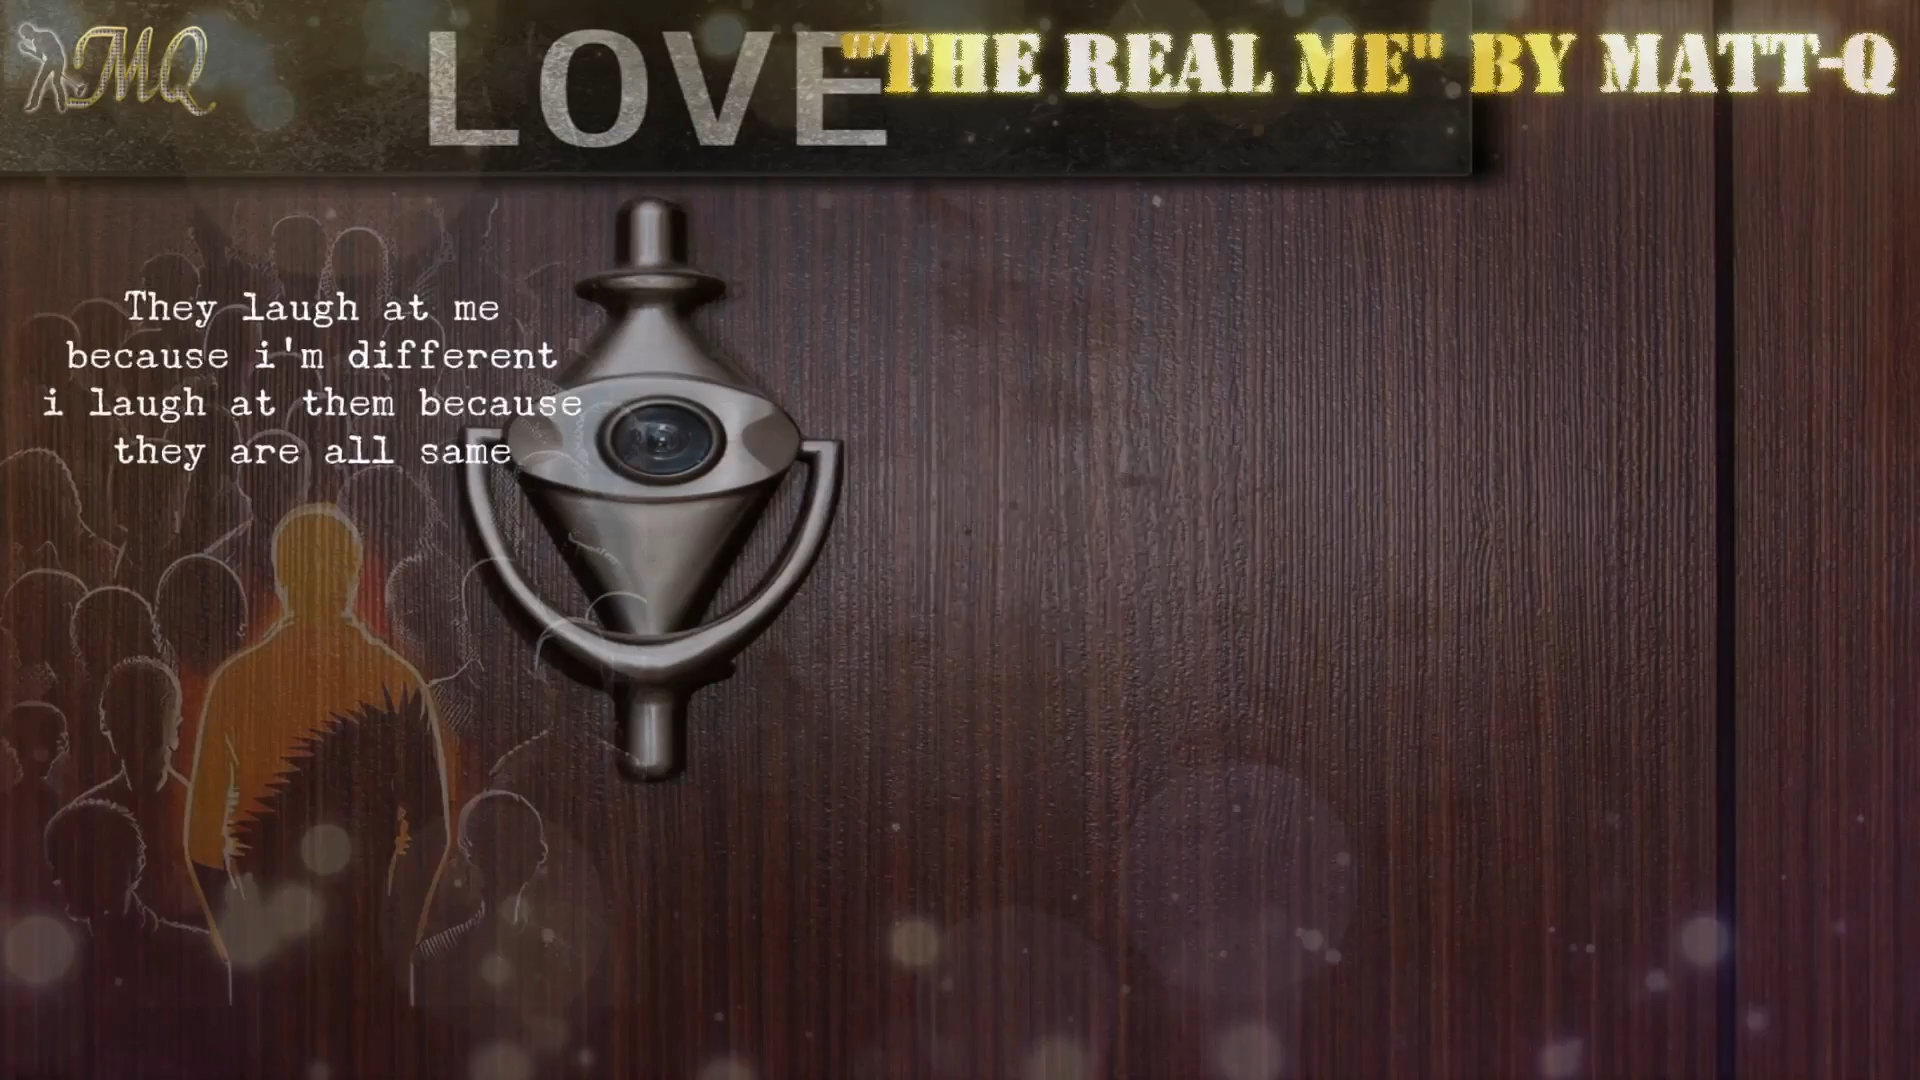 MQ
LOVE
""THE REAL ME" BY MATT-Q
They laugh at me
because i'm different
i laugh at them because
they are all same